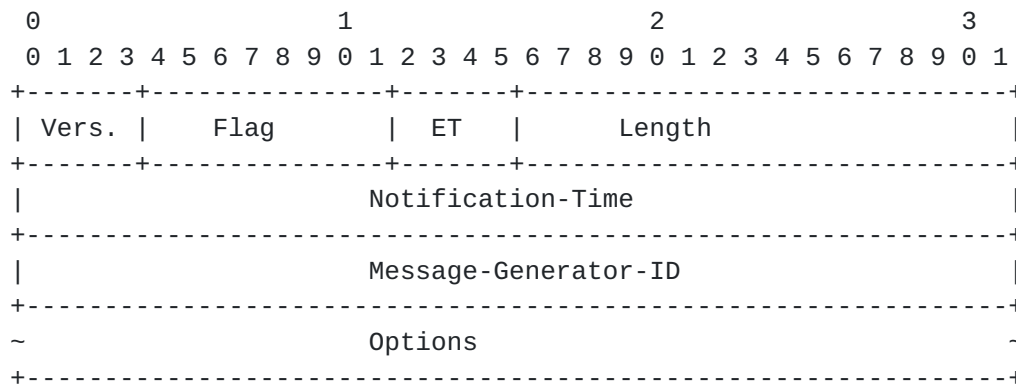 0                   1                   2                   3
 0 1 2 3 4 5 6 7 8 9 0 1 2 3 4 5 6 7 8 9 0 1 2 3 4 5 6 7 8 9 0 1
+-------+---------------+-------+-------------------------------+
| Vers. |    Flag       |  ET   |      Length                   |
+-------+---------------+-------+-------------------------------+
|                      Notification-Time                        |
+---------------------------------------------------------------+
|                      Message-Generator-ID                     |
+---------------------------------------------------------------+
~                      Options                                  ~
+---------------------------------------------------------------+